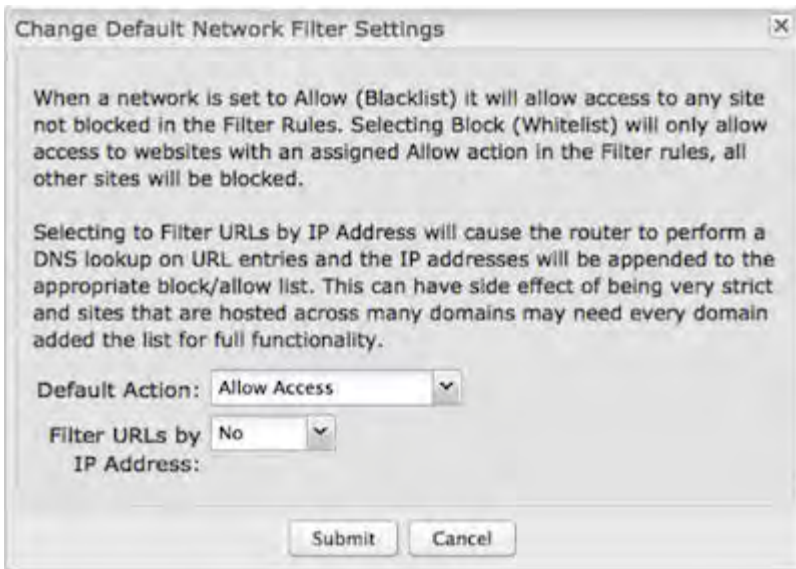 Change Default Network Filter Settings
When a network is set to Allow (Blacklist) it will allow access to any site
not blocked in the Filter Rules. Selecting Block (Whitelist) will only allow
access to websites with an assigned Allow action in the Filter rules, all
other sites will be blocked.
Selecting to Filter URLs by IP Address will cause the router to perform a
DNS lookup on URL entries and the IP addresses will be appended to the
appropriate block/allow list. This can have side effect of being very strict
and sites that are hosted across many domains may need every domain
added the list for full functionality.
Default Action: Allow Access
Filter URLs by No
IP Address:
Submit Cancel